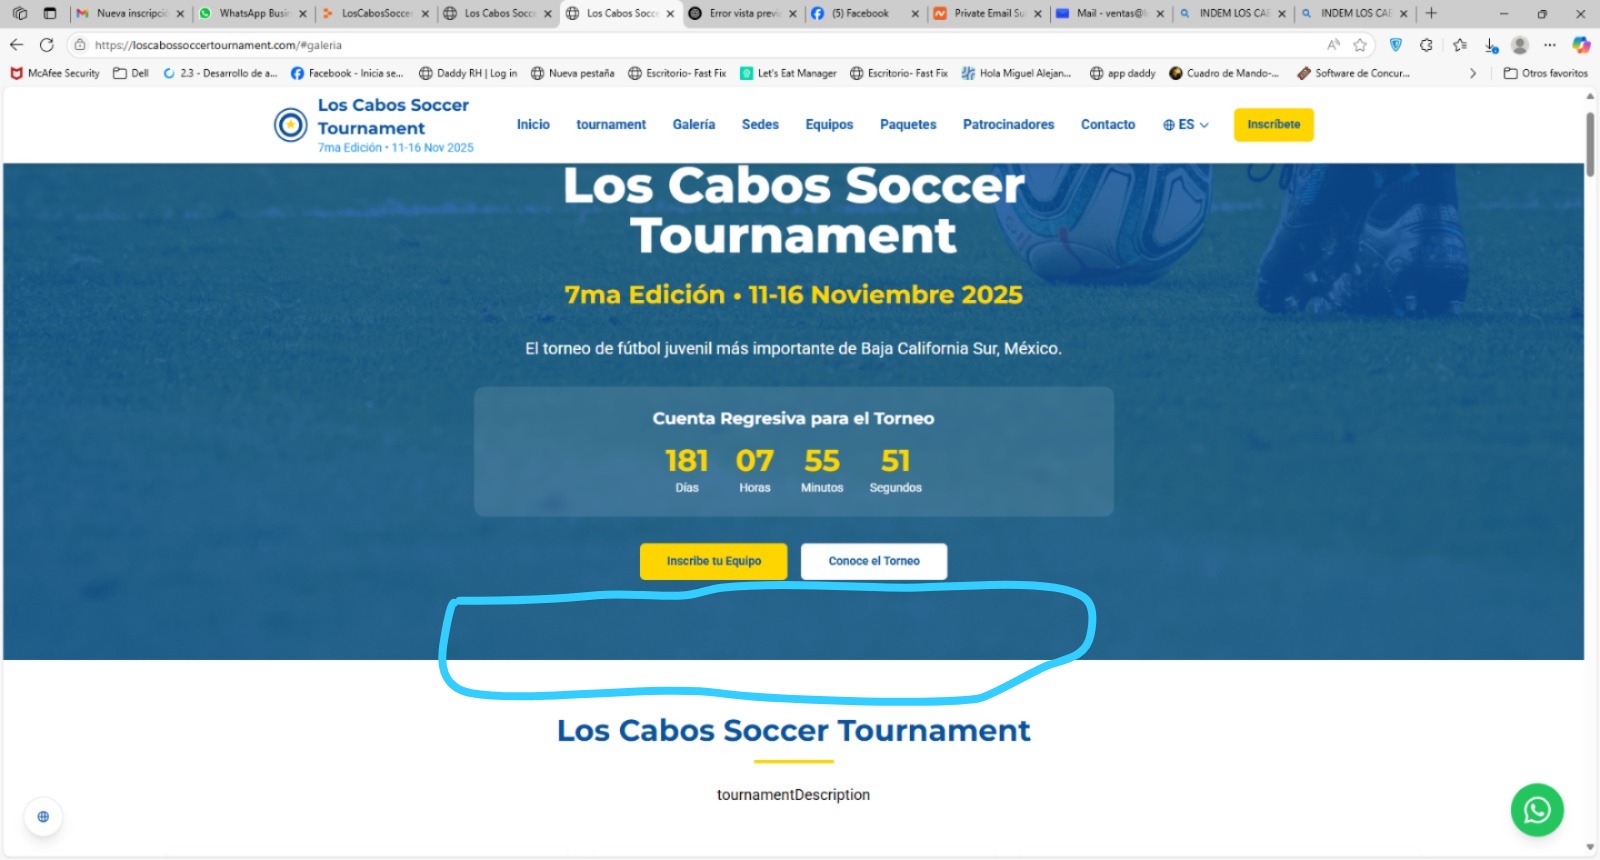 Nueva inscripci
WhatsApp Busi
LosCabosSocce
Los Cabos Socc
Los Cabos Socce
Error vista previ
(5) Facebook
Private Email Su
Mail - ventas@l
INDEM LOS CAB
INDEM LOS CAB
https://loscabossoccertournament.com/#galeria
McAfee Security
Dell
2.3 - Desarrollo de a...
Facebook - Inicia se...
Daddy RH | Log in
Nueva pestaña
Escritorio- Fast Fix
Let's Eat Manager
Escritorio- Fast Fix
Hola Miguel Alejan...
app daddy
Cuadro de Mando-...
Software de Concur...
Otros favoritos
Los Cabos Soccer
Tournament
7ma Edición • 11-16 Nov 2025
Inicio
tournament
Galería
Sedes
Equipos
Paquetes
Patrocinadores
Contacto
ES
Inscríbete
Los Cabos Soccer
Tournament
7ma Edición • 11-16 Noviembre 2025
El torneo de fútbol juvenil más importante de Baja California Sur, México.
Cuenta Regresiva para el Torneo
181 07 55 51
Días Horas Minutos Segundos
Inscribe tu Equipo
Conoce el Torneo
Los Cabos Soccer Tournament
tournamentDescription